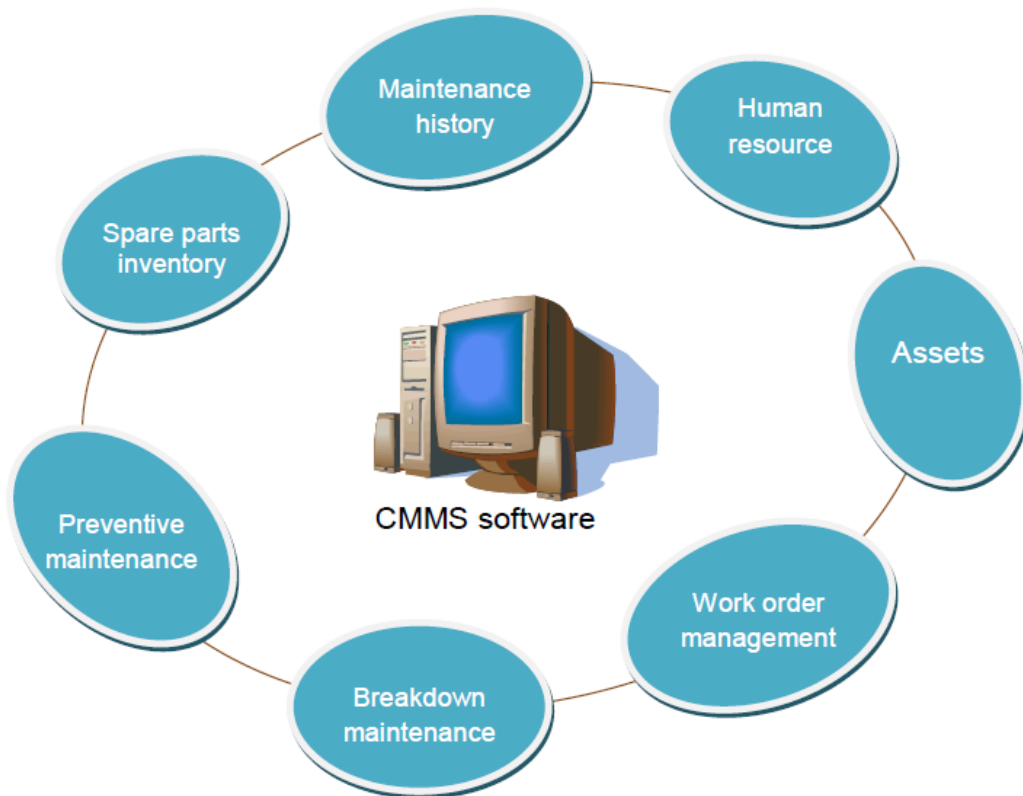 Maintenance
history
Human
resource
Spare parts
inventory
Assets
CMMS software
Preventive
maintenance
Work order
management
Breakdown
maintenance